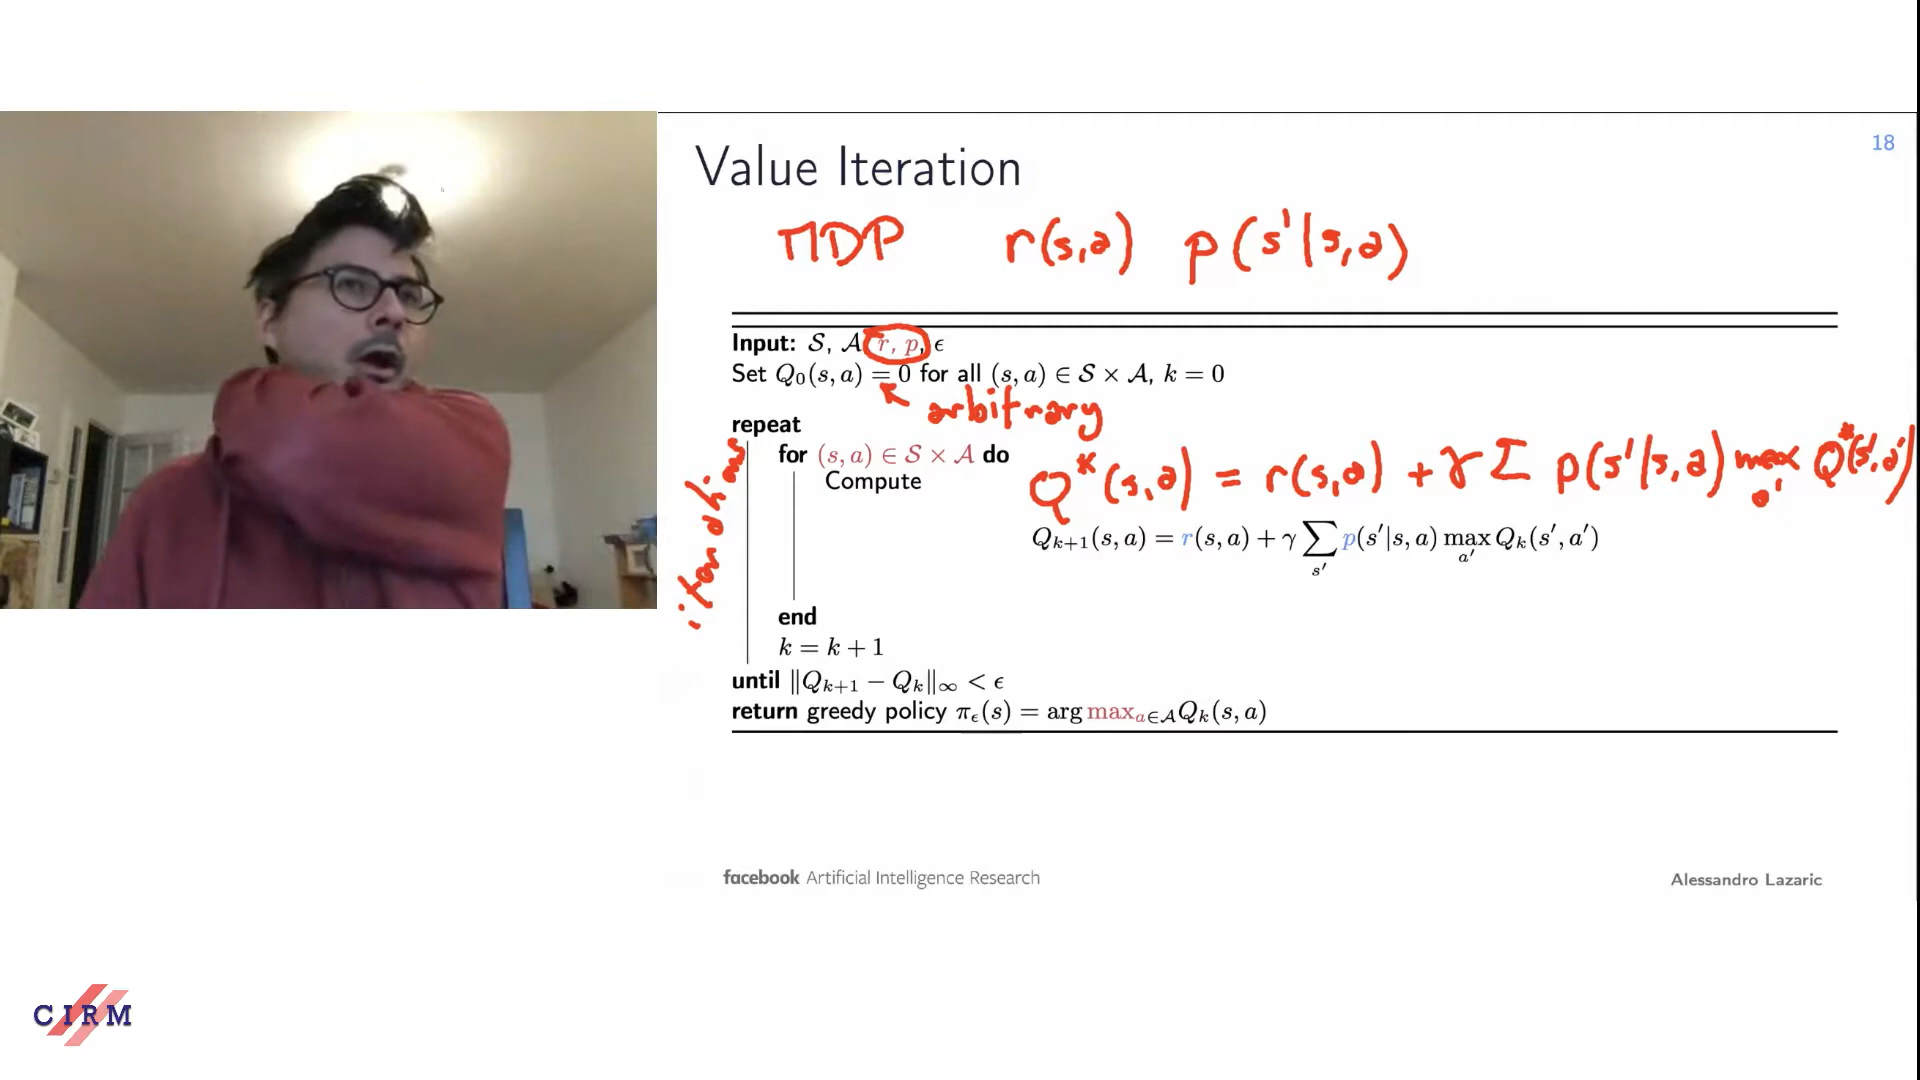 18
Value Iteration
MDP r(s,a) p(s'|s,a)
Input: S, A, r, p, ϵ
Set Q₀(s, a) = 0 for all (s, a) ∈ S × A, k = 0
arbitrary
repeat
iterations
for (s, a) ∈ S × A do
Compute
Q*(s,a) = r(s,a) + γ Σ p(s'|s,a) max_a' Q*(s',a')
Q_{k+1}(s, a) = r(s, a) + γ ∑_{s'} p(s'|s, a) max_{a'} Q_k(s', a')
end
k = k + 1
until ‖Q_{k+1} − Q_k‖_∞ < ϵ
return greedy policy π_ϵ(s) = arg max_{a∈A} Q_k(s, a)
facebook Artificial Intelligence Research
Alessandro Lazaric
CIRM